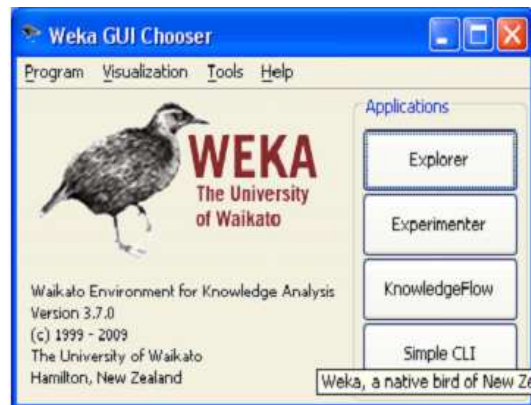 Weka GUI Chooser
Program Visualization Tools Help
WEKA
The University
of Waikato
Waikato Environment for Knowledge Analysis
Version 3.7.0
(c) 1999 - 2009
The University of Waikato
Hamilton, New Zealand
Applications
Explorer
Experimenter
KnowledgeFlow
Simple CLI
Weka, a native bird of New Ze